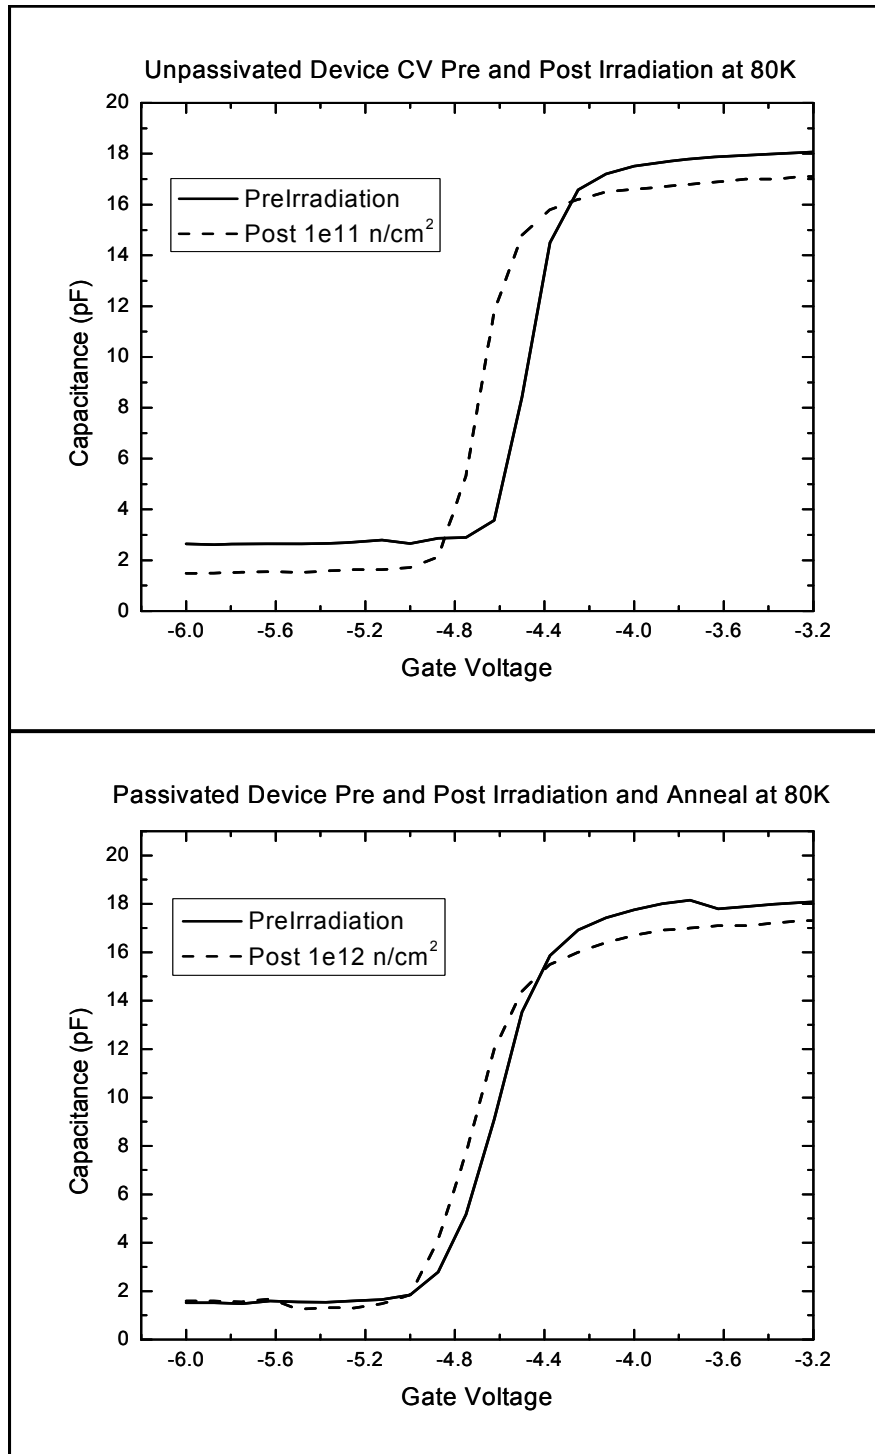 Unpassivated Device CV Pre and Post Irradiation at 80K
20
18
16
14
12
10
8
6
4
2
0
Capacitance (pF)
PreIrradiation
Post 1e11 n/cm²
-6.0 -5.6 -5.2 -4.8 -4.4 -4.0 -3.6 -3.2
Gate Voltage
Passivated Device Pre and Post Irradiation and Anneal at 80K
20
18
16
14
12
10
8
6
4
2
0
Capacitance (pF)
PreIrradiation
Post 1e12 n/cm²
-6.0 -5.6 -5.2 -4.8 -4.4 -4.0 -3.6 -3.2
Gate Voltage